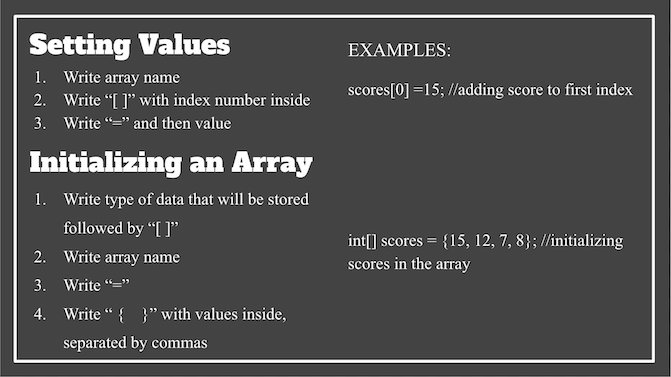 Setting Values
1. Write array name
2. Write “[ ]” with index number inside
3. Write “=” and then value
Initializing an Array
1. Write type of data that will be stored
followed by “[ ]”
2. Write array name
3. Write “=”
4. Write “ {    }” with values inside,
separated by commas
EXAMPLES:
scores[0] =15; //adding score to first index
int[] scores = {15, 12, 7, 8}; //initializing
scores in the array